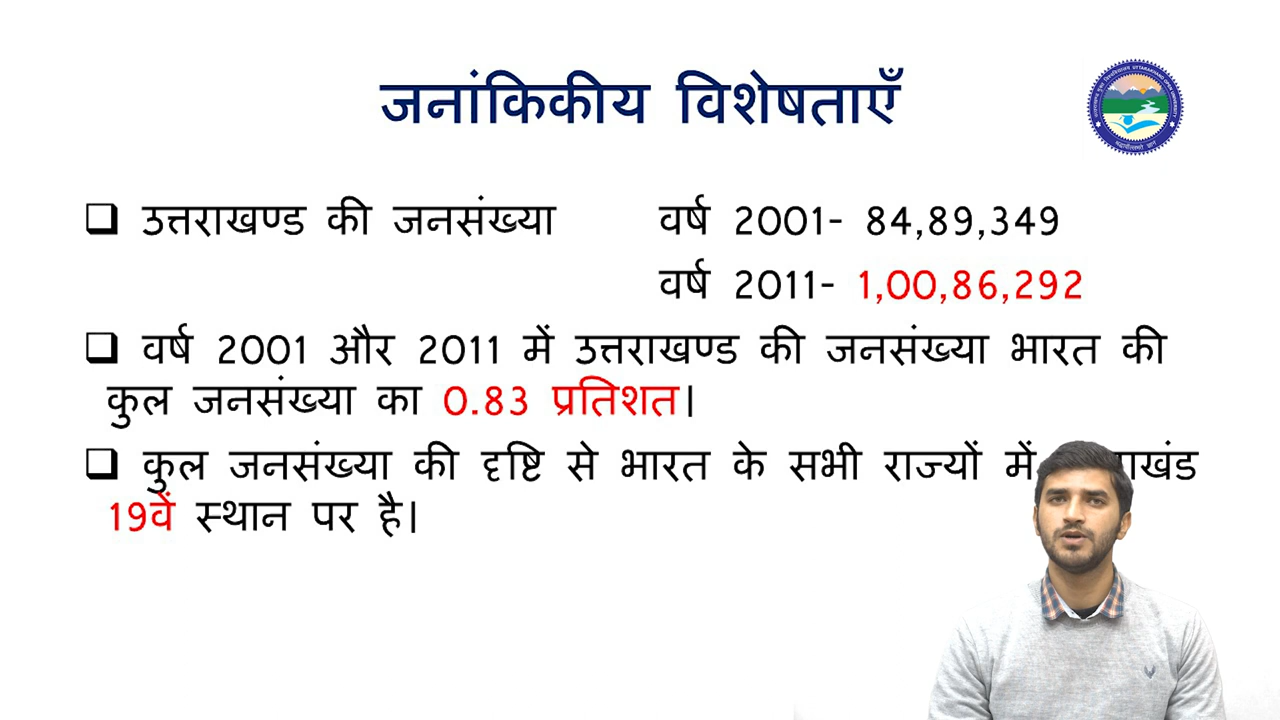 जनांकिकीय विशेषताएँ
❑ उत्तराखण्ड की जनसंख्या वर्ष 2001- 84,89,349
वर्ष 2011- 1,00,86,292
❑ वर्ष 2001 और 2011 में उत्तराखण्ड की जनसंख्या भारत की
कुल जनसंख्या का 0.83 प्रतिशत।
❑ कुल जनसंख्या की दृष्टि से भारत के सभी राज्यों में
19वें स्थान पर है।